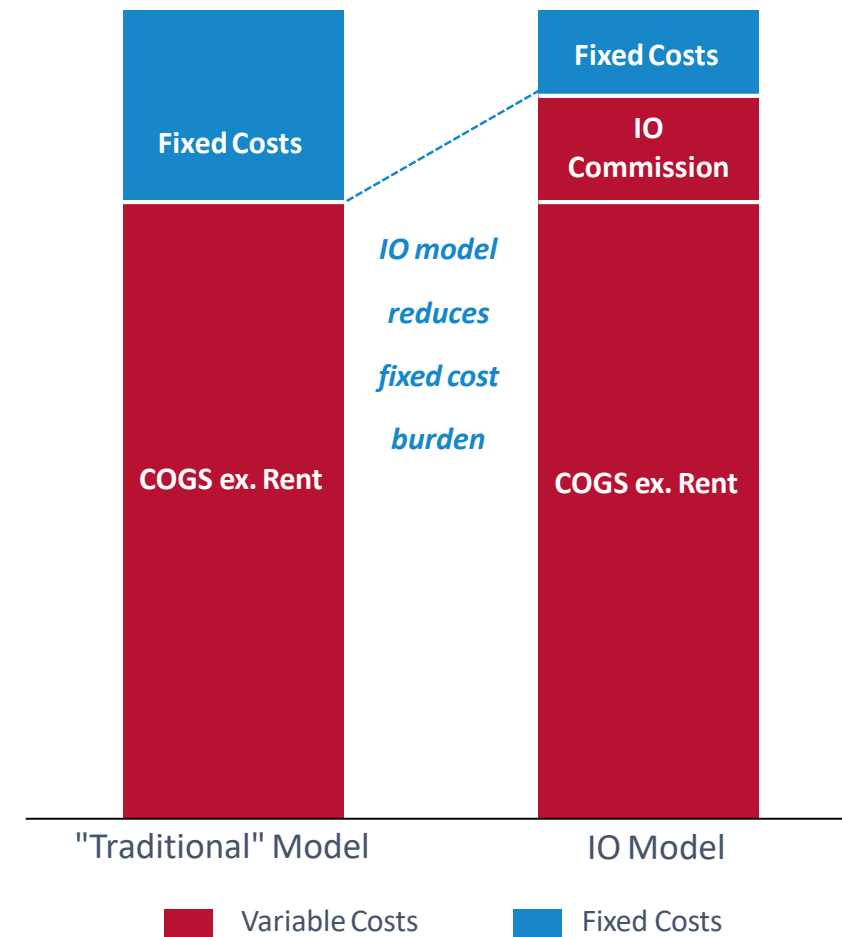 Fixed Costs
COGS ex. Rent
IO model
reduces
fixed cost
burden
Fixed Costs
IO
Commission
COGS ex. Rent
"Traditional" Model
IO Model
Variable Costs
Fixed Costs